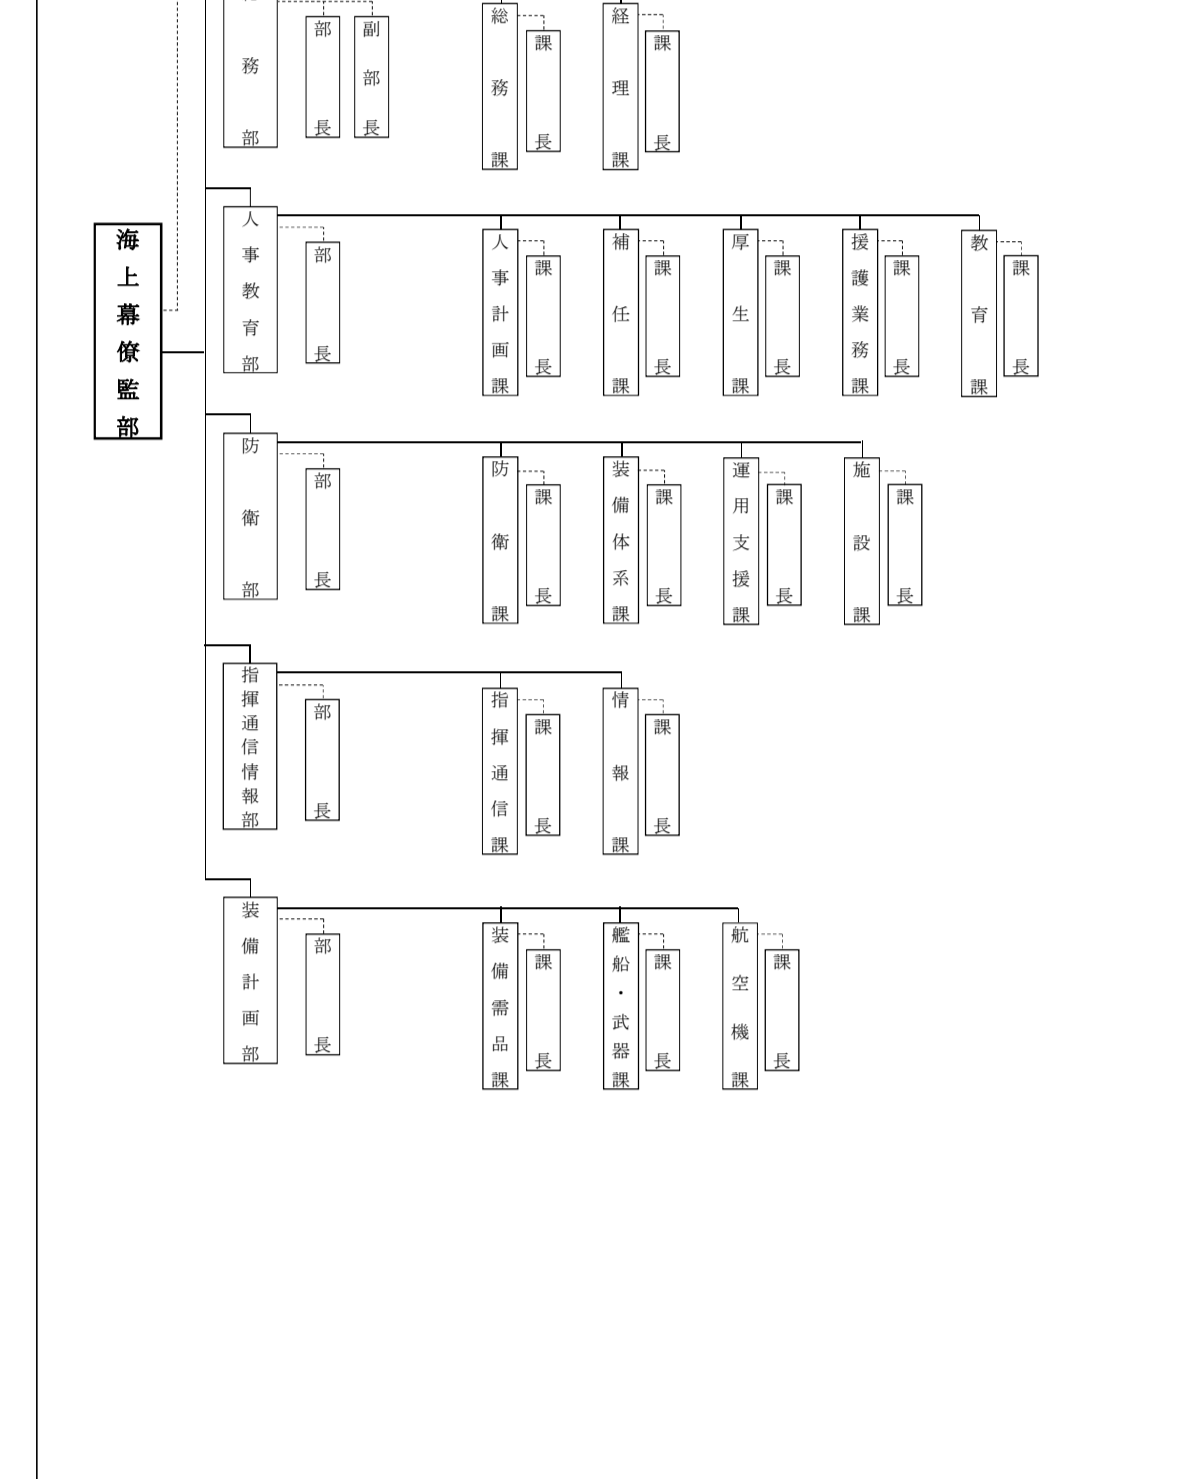 務部
部長
副部長
総務課
課長
経理課
課長
海上幕僚監部
人事教育部
部長
人事計画課
課長
補任課
課長
厚生課
課長
援護業務課
課長
教育課
課長
防衛部
部長
防衛課
課長
装備体系課
課長
運用支援課
課長
施設課
課長
指揮通信情報部
部長
指揮通信課
課長
情報課
課長
装備計画部
部長
装備需品課
課長
艦船・武器課
課長
航空機課
課長